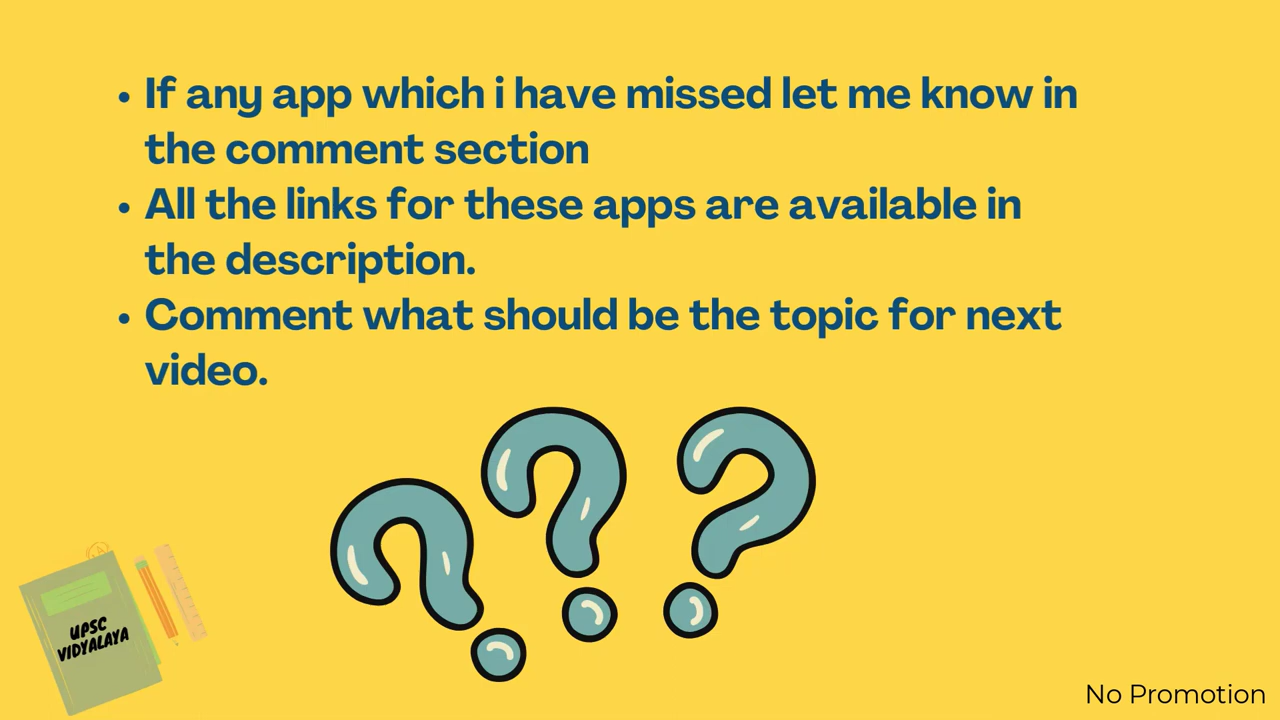 • If any app which i have missed let me know in
the comment section
• All the links for these apps are available in
the description.
• Comment what should be the topic for next
video.
UPSC
VIDYALAYA
No Promotion